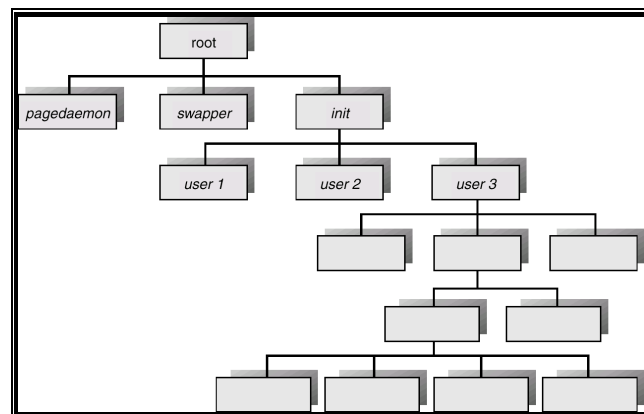 root
pagedaemon swapper init
user 1 user 2 user 3